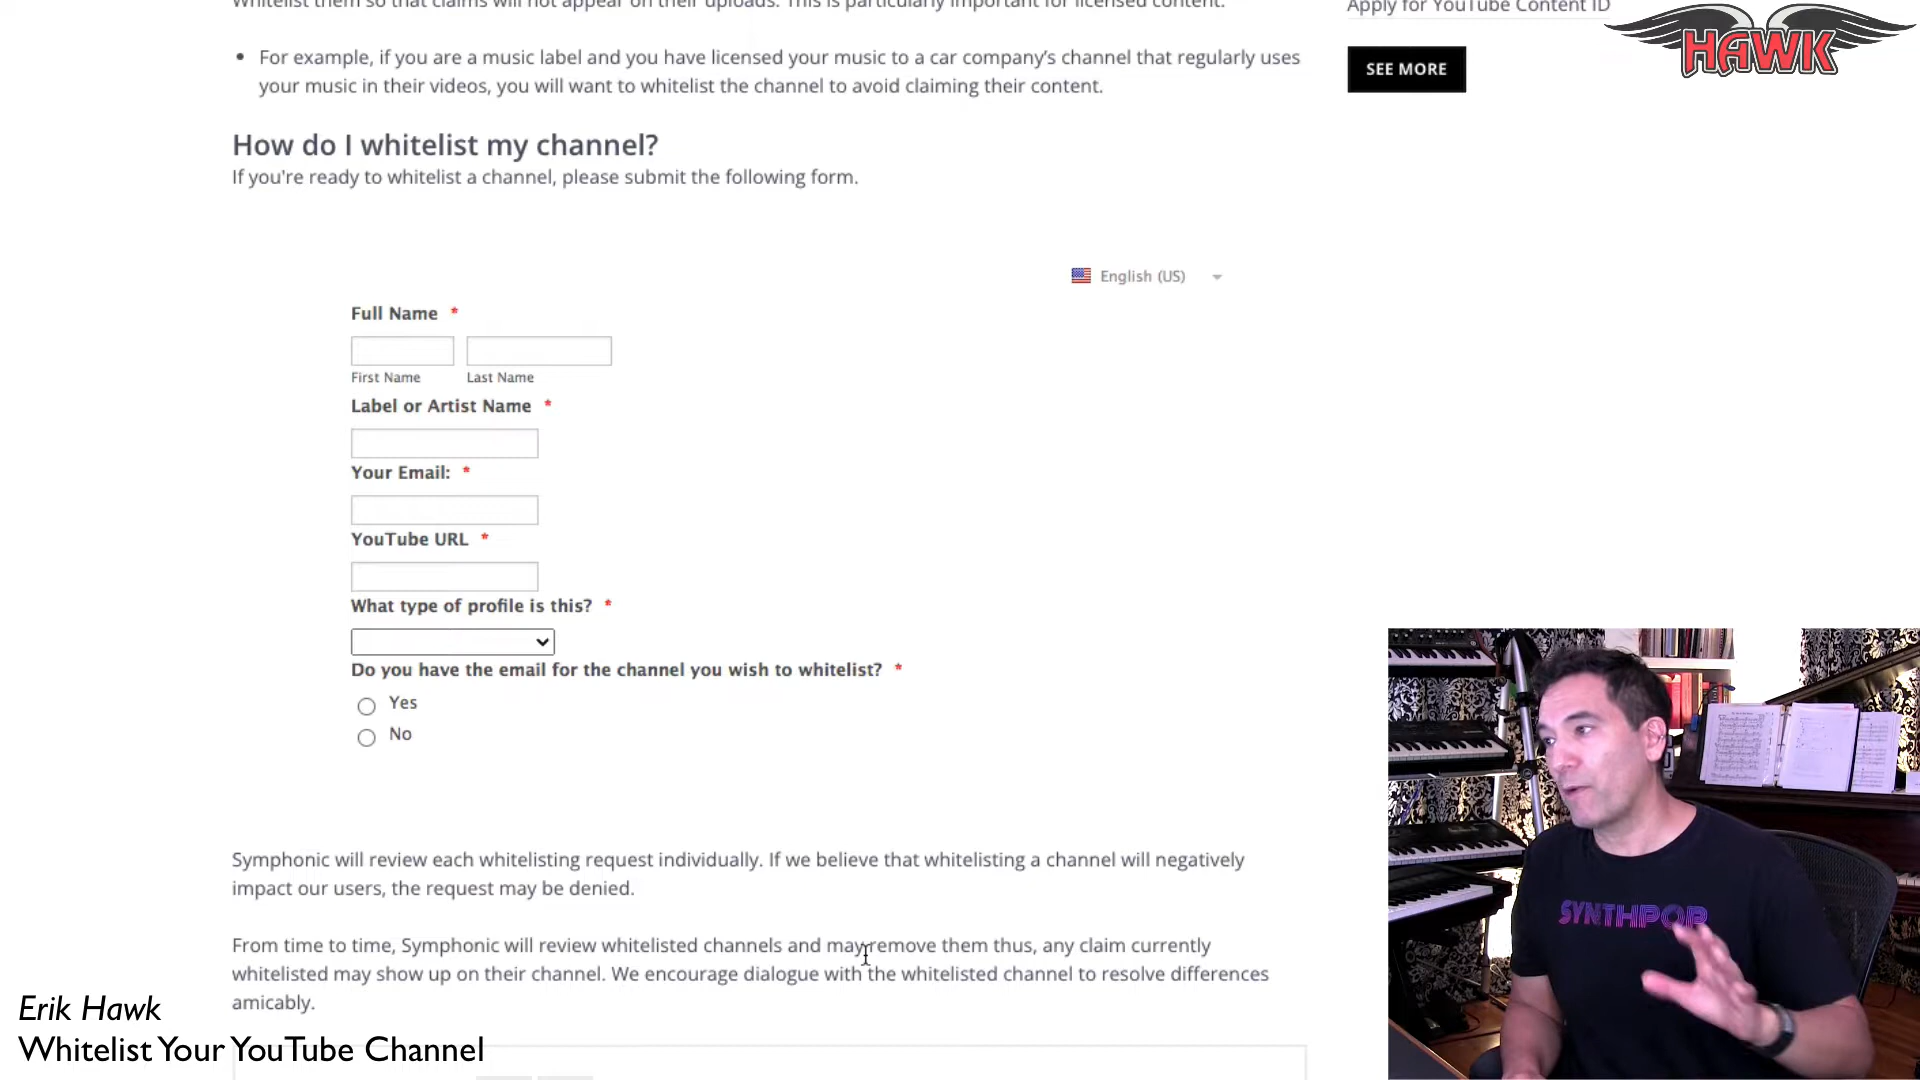 Whitelist them so that claims will not appear on their uploads. This is particularly important for licensed content.
Apply for YouTube Content ID
HAWK
• For example, if you are a music label and you have licensed your music to a car company’s channel that regularly uses
your music in their videos, you will want to whitelist the channel to avoid claiming their content.
SEE MORE
How do I whitelist my channel?
If you're ready to whitelist a channel, please submit the following form.
English (US)
Full Name *
First Name Last Name
Label or Artist Name *
Your Email: *
YouTube URL *
What type of profile is this? *
Do you have the email for the channel you wish to whitelist? *
Yes
No
Symphonic will review each whitelisting request individually. If we believe that whitelisting a channel will negatively
impact our users, the request may be denied.
From time to time, Symphonic will review whitelisted channels and may remove them thus, any claim currently
whitelisted may show up on their channel. We encourage dialogue with the whitelisted channel to resolve differences
amicably.
SYNTHPOP
Erik Hawk
Whitelist Your YouTube Channel